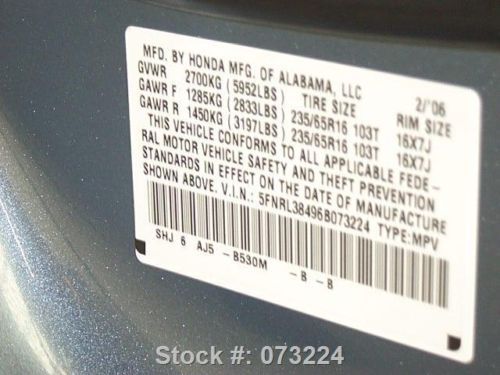 MFD. BY HONDA MFG. OF ALABAMA, LLC 2/'06
GVWR 2700KG (5952LBS) TIRE SIZE RIM SIZE
GAWR F 1285KG (2833LBS) 235/65R16 103T 16X7J
GAWR R 1450KG (3197LBS) 235/65R16 103T 16X7J
THIS VEHICLE CONFORMS TO ALL APPLICABLE FEDE-
RAL MOTOR VEHICLE SAFETY AND THEFT PREVENTION
STANDARDS IN EFFECT ON THE DATE OF MANUFACTURE
SHOWN ABOVE. V.I.N.: 5FNRL38496B073224 TYPE:MPV
SHJ 6 AJ5 -B530M -B -B
Stock #: 073224